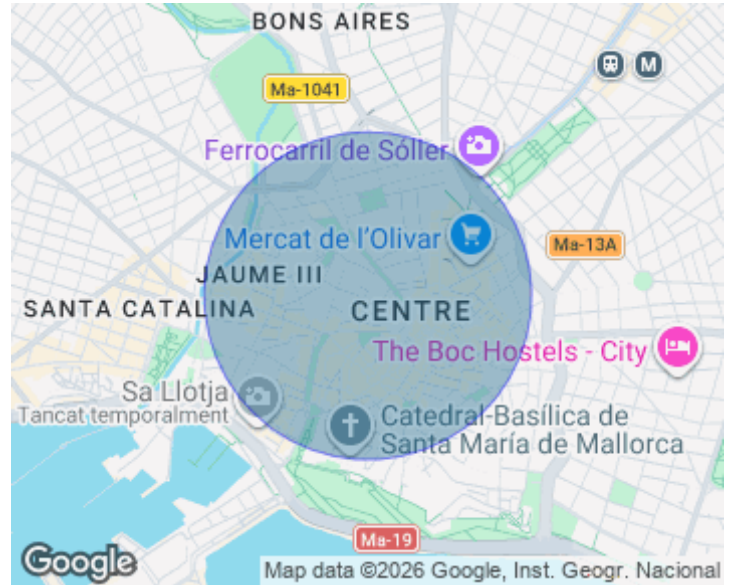 BONS AIRES
M
Ma-1041
Ferrocarril de Sóller
Mercat de l'Olivar
Ma-13A
JAUME III
SANTA CATALINA
CENTRE
The Boc Hostels - City
Sa Llotja
Tancat temporalment
Catedral-Basílica de
Santa María de Mallorca
Ma-19
Google
Map data ©2026 Google, Inst. Geogr. Nacional